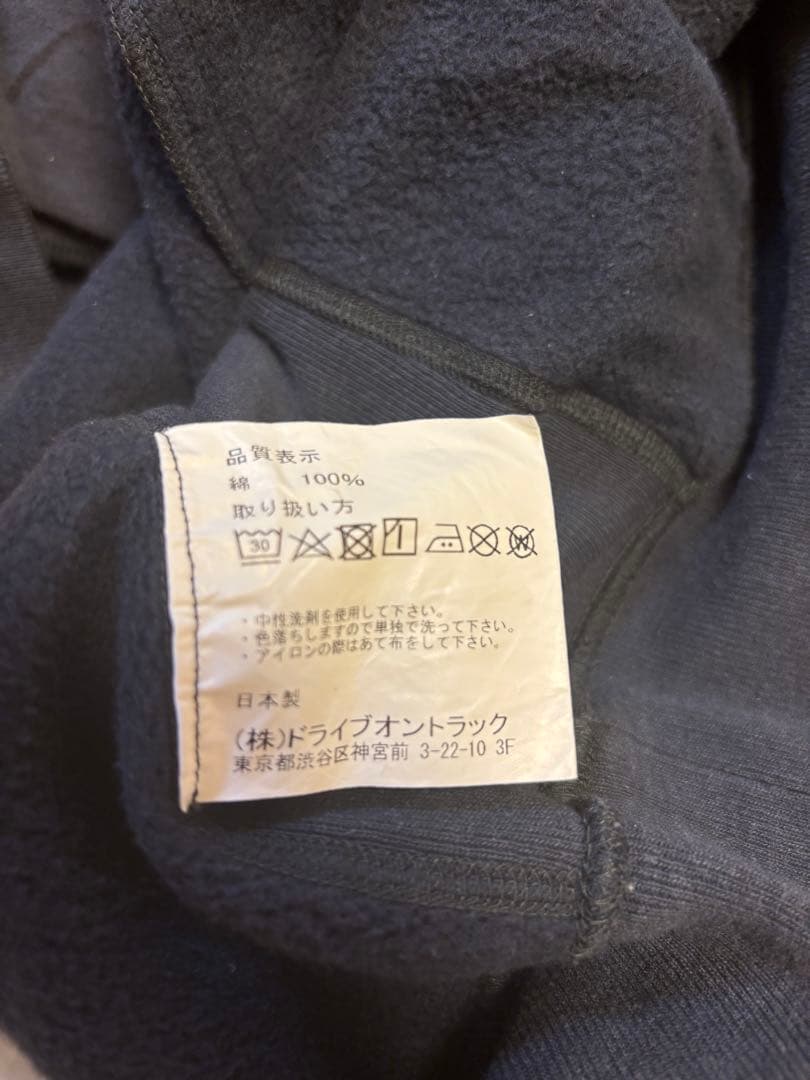 品質表示
綿 100%
取り扱い方
30
W
・中性洗剤を使用して下さい。
・色落ちしますので単独で洗って下さい。
・アイロンの際はあて布をして下さい。
日本製
(株)ドライブオントラック
東京都渋谷区神宮前 3-22-10 3F